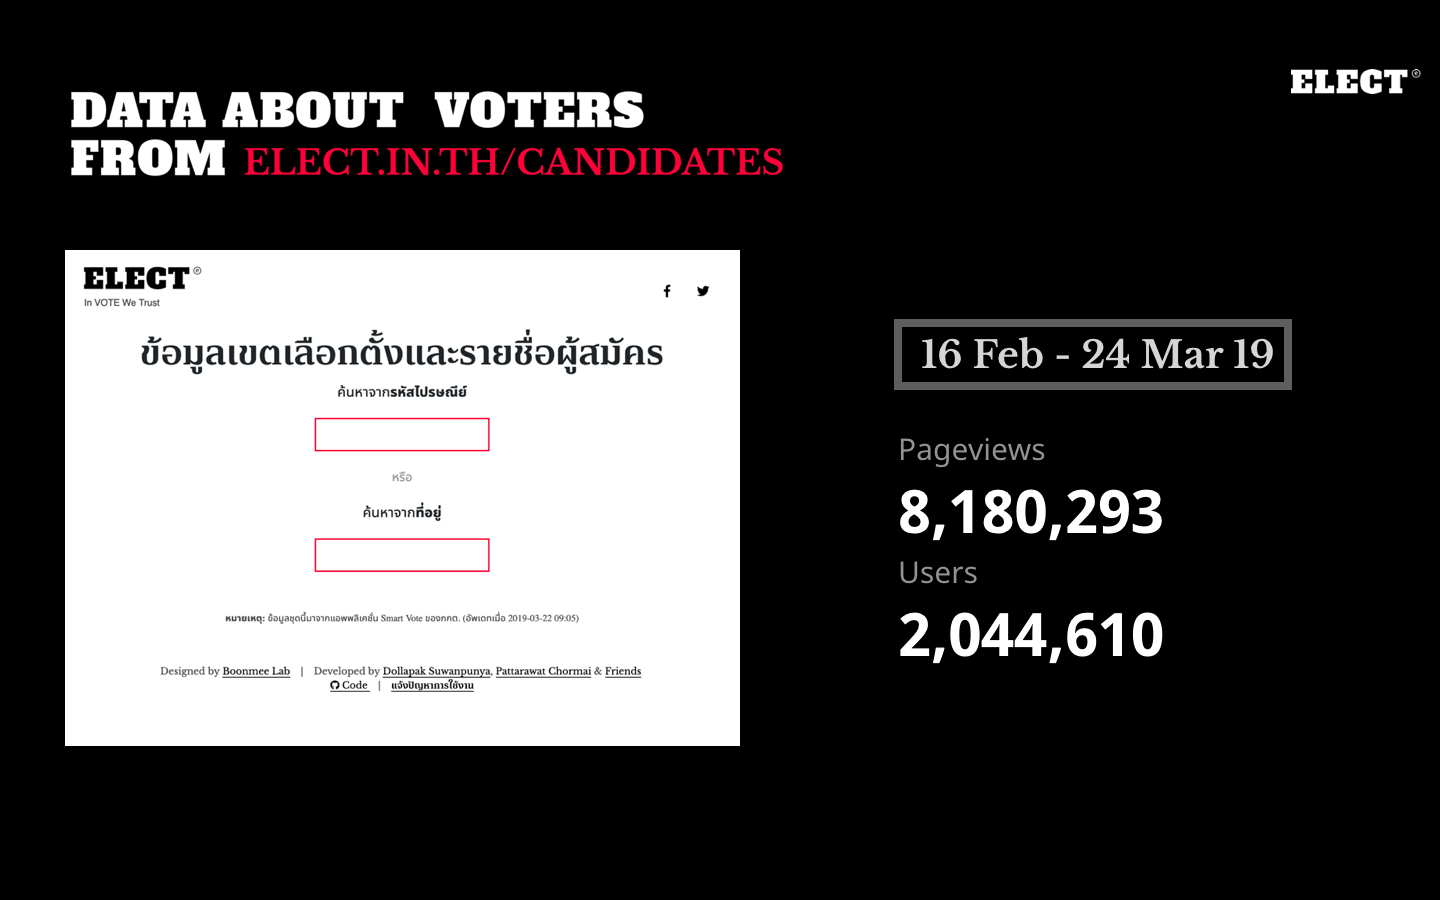 ELECT ©
DATA ABOUT VOTERS
FROM ELECT.IN.TH/CANDIDATES
ELECT ©
In VOTE We Trust
ข้อมูลเขตเลือกตั้งและรายชื่อผู้สมัคร
ค้นหาจากรหัสไปรษณีย์
หรือ
ค้นหาจากที่อยู่
หมายเหตุ: ข้อมูลชุดนี้มาจากแอพพลิเคชั่น Smart Vote ของกกต. (อัพเดทเมื่อ 2019-03-22 09:05)
Designed by Boonmee Lab | Developed by Dollapak Suwanpunya, Pattarawat Chormai & Friends
Code | แจ้งปัญหาการใช้งาน
16 Feb - 24 Mar 19
Pageviews
8,180,293
Users
2,044,610